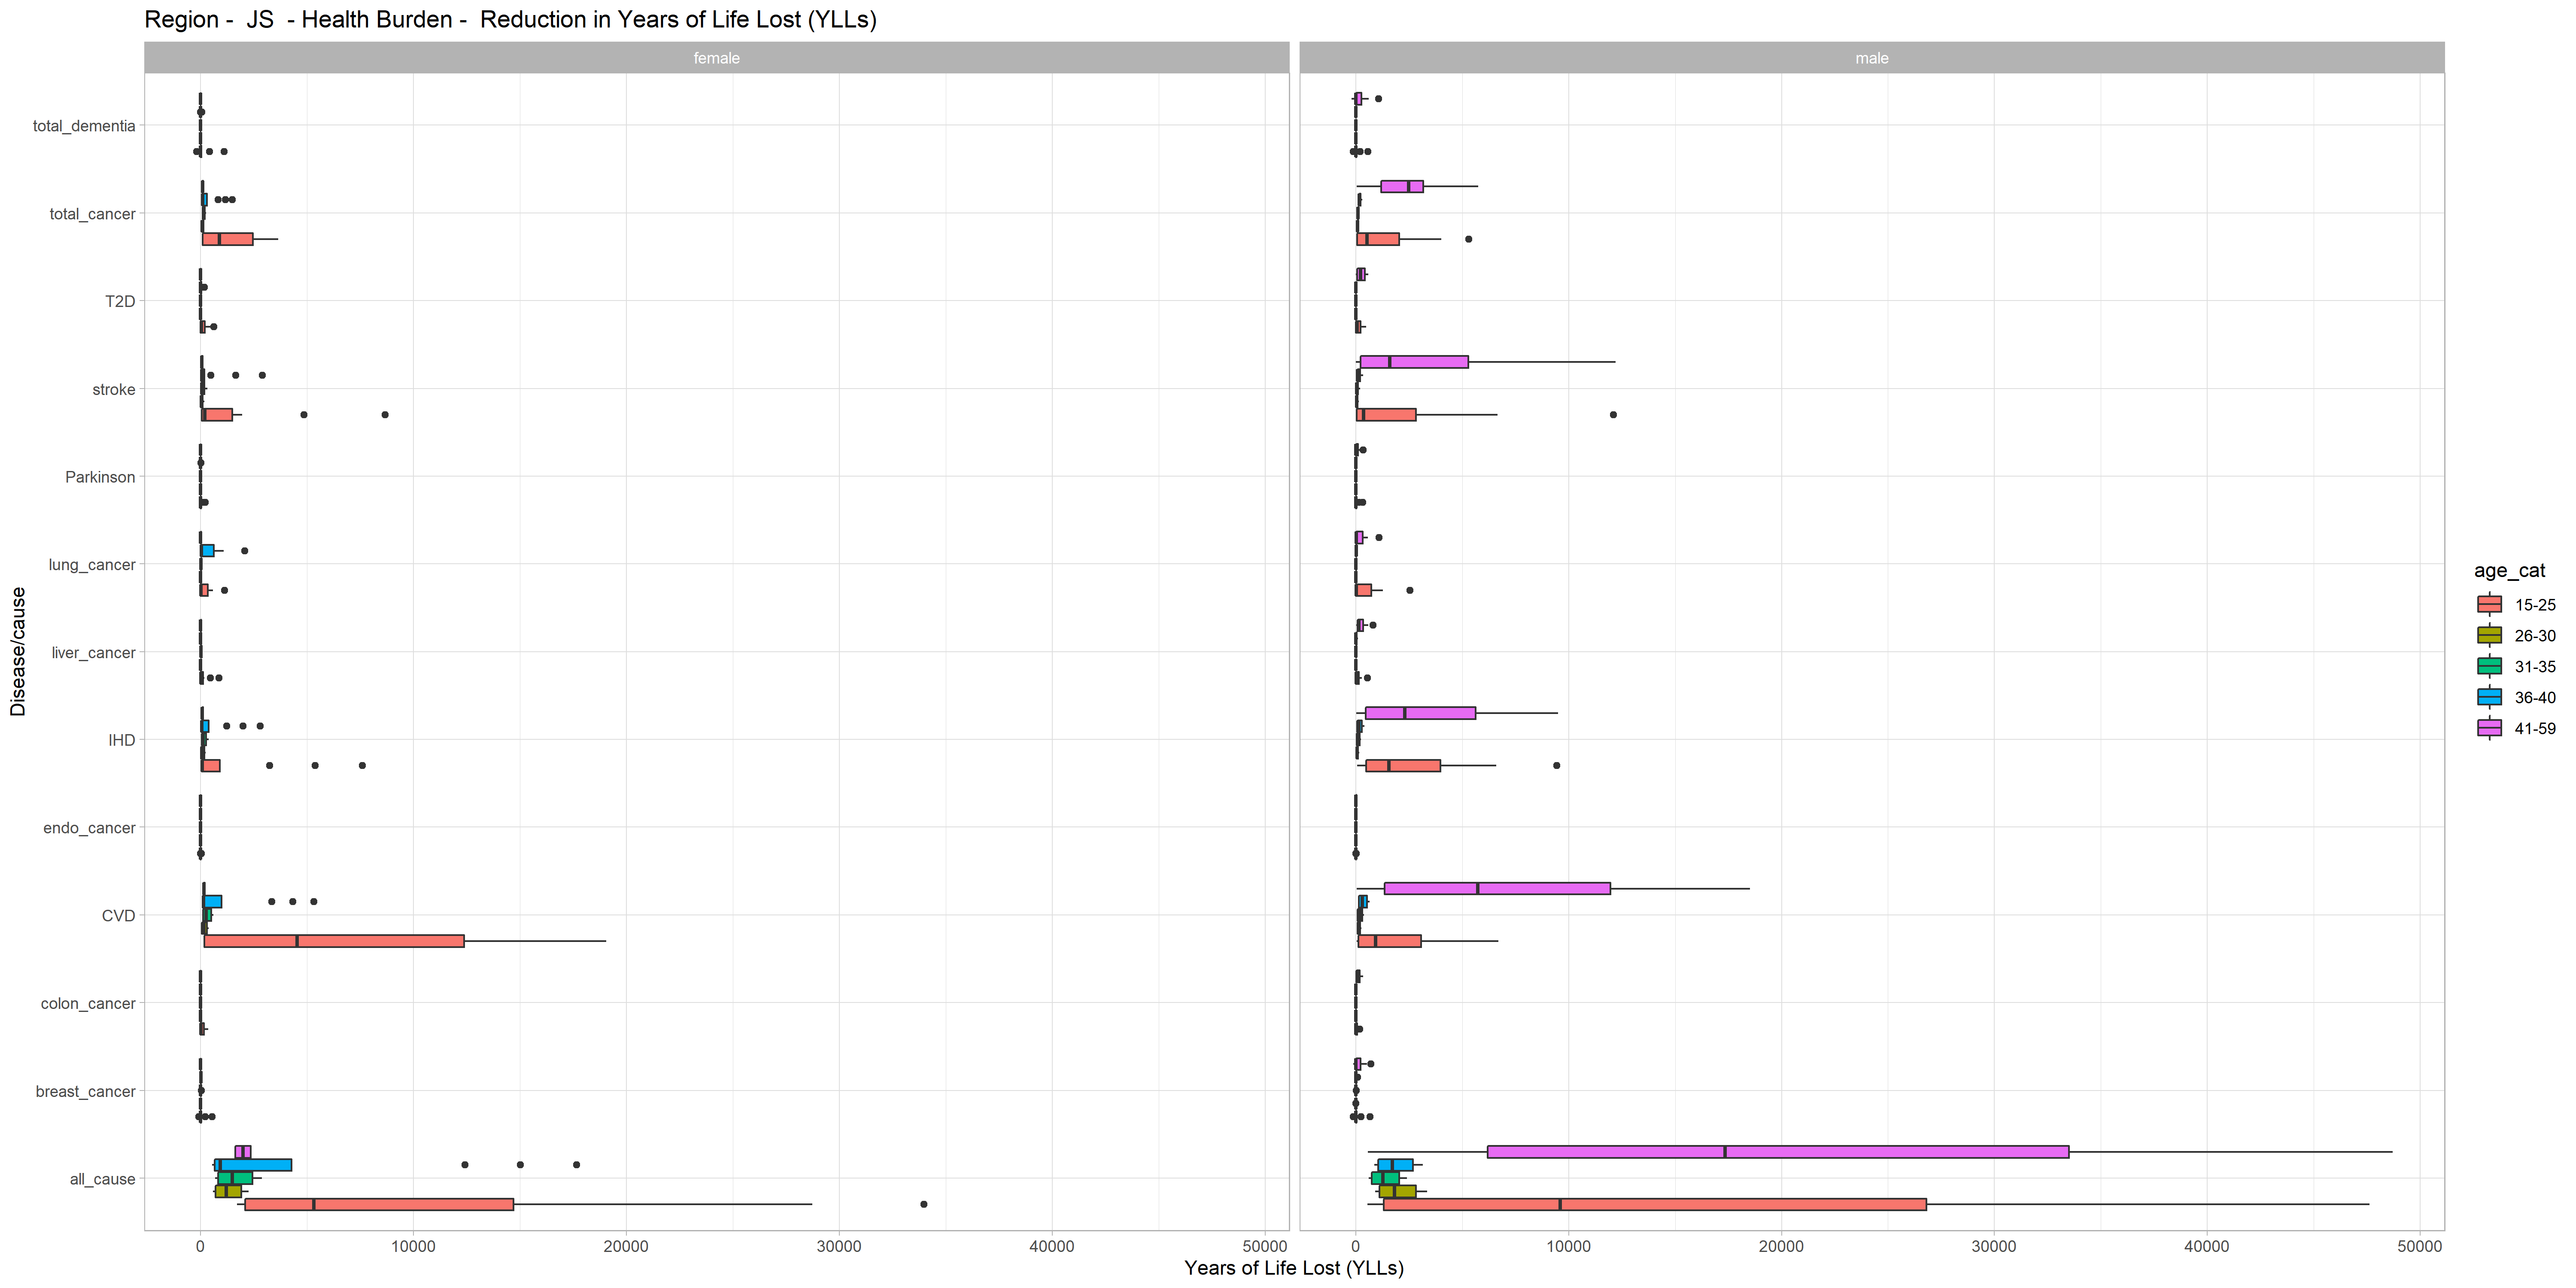 Region -  JS  - Health Burden -  Reduction in Years of Life Lost (YLLs)
female
male
total_dementia
total_cancer
T2D
stroke
Parkinson
lung_cancer
liver_cancer
IHD
endo_cancer
CVD
colon_cancer
breast_cancer
all_cause
Disease/cause
0 10000 20000 30000 40000 50000
0 10000 20000 30000 40000 50000
Years of Life Lost (YLLs)
age_cat
15-25
26-30
31-35
36-40
41-59